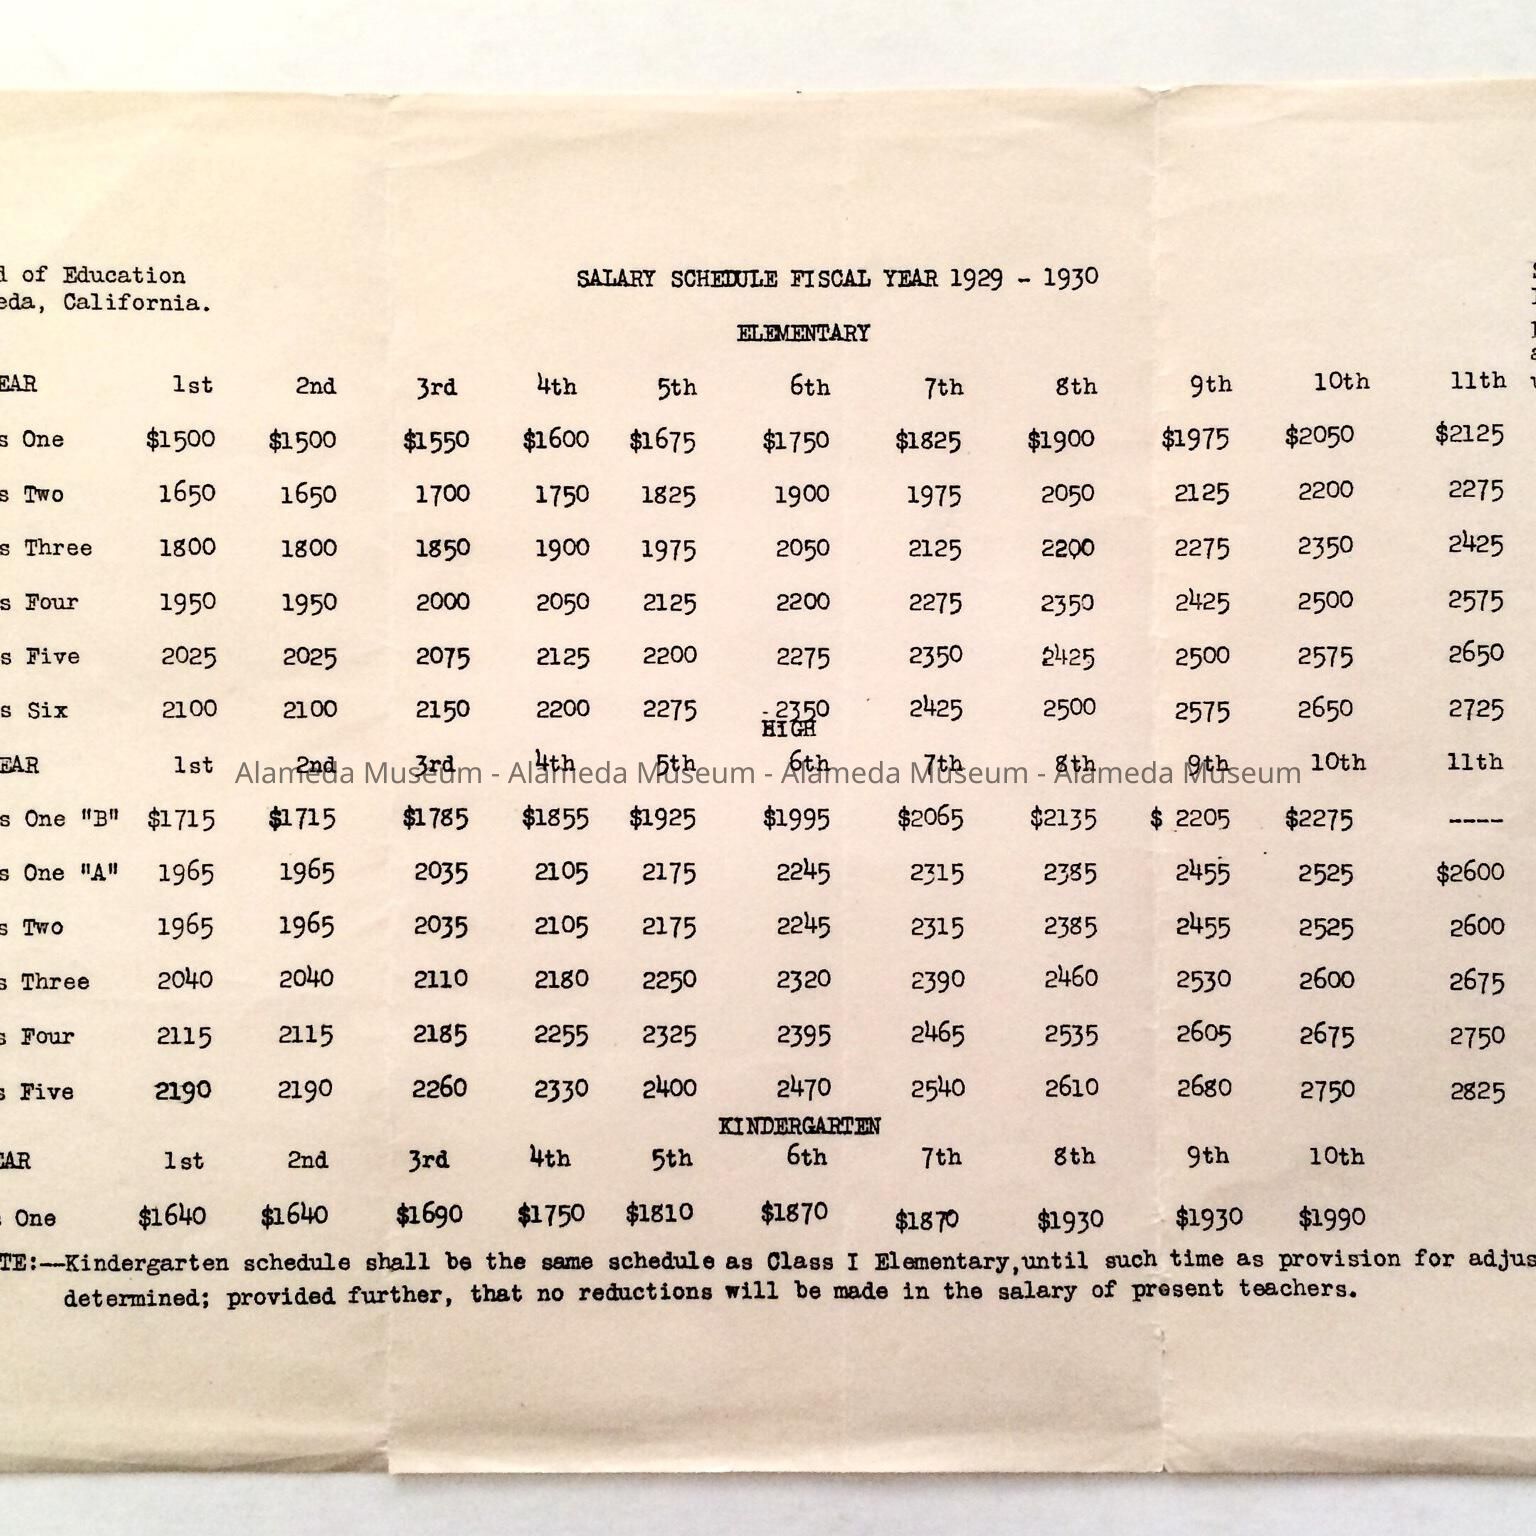 of Education
SALARY SCHEDULE FISCAL YEAR 1929 - 1930
California.
ELEMENTARY
1st 2nd 3rd 4th 5th 6th 7th 8th 9th 10th 11th
One $1500 $1500 $1550 $1600 $1675 $1750 $1825 $1900 $1975 $2050 $2125
Two 1650 1650 1700 1750 1825 1900 1975 2050 2125 2200 2275
Three 1800 1800 1850 1900 1975 2050 2125 2200 2275 2350 2425
Four 1950 1950 2000 2050 2125 2200 2275 2350 2425 2500 2575
Five 2025 2025 2075 2125 2200 2275 2350 2425 2500 2575 2650
Six 2100 2100 2150 2200 2275 2350 2425 2500 2575 2650 2725
HIGH
1st 2nd 3rd 4th 5th 6th 7th 8th 9th 10th 11th
Alameda Museum - Alameda Museum - Alameda Museum - Alameda Museum
One "B" $1715 $1715 $1785 $1855 $1925 $1995 $2065 $2135 $ 2205 $2275 ----
One "A" 1965 1965 2035 2105 2175 2245 2315 2385 2455 2525 $2600
Two 1965 1965 2035 2105 2175 2245 2315 2385 2455 2525 2600
Three 2040 2040 2110 2180 2250 2320 2390 2460 2530 2600 2675
Four 2115 2115 2185 2255 2325 2395 2465 2535 2605 2675 2750
Five 2190 2190 2260 2330 2400 2470 2540 2610 2680 2750 2825
KINDERGARTEN
1st 2nd 3rd 4th 5th 6th 7th 8th 9th 10th
One $1640 $1640 $1690 $1750 $1810 $1870 $1870 $1930 $1930 $1990
TE:--Kindergarten schedule shall be the same schedule as Class I Elementary,until such time as provision for adjus
determined; provided further, that no reductions will be made in the salary of present teachers.